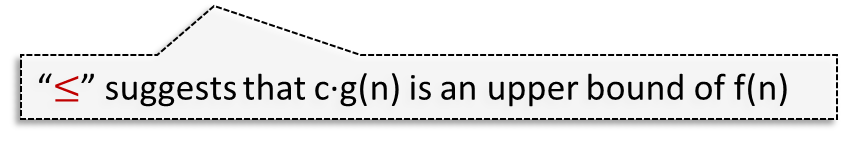 “≤” suggests that c·g(n) is an upper bound of f(n)